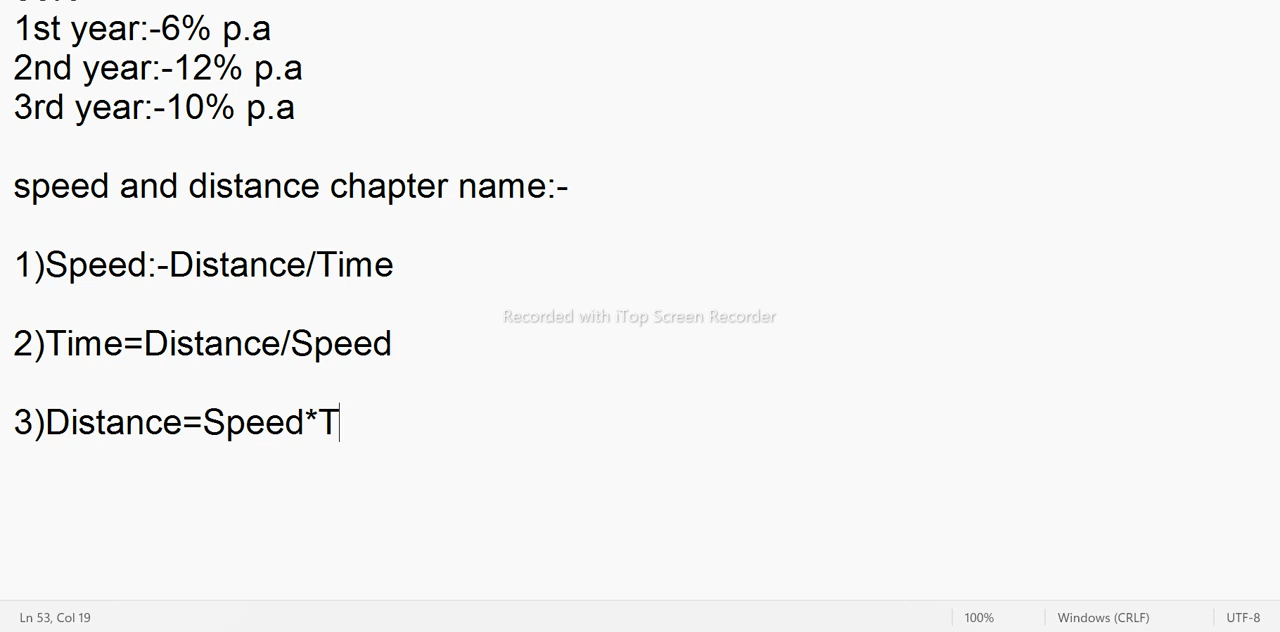 1st year:-6% p.a
2nd year:-12% p.a
3rd year:-10% p.a
speed and distance chapter name:-
1)Speed:-Distance/Time
Recorded with iTop Screen Recorder
2)Time=Distance/Speed
3)Distance=Speed*T
Ln 53, Col 19
100%
Windows (CRLF)
UTF-8